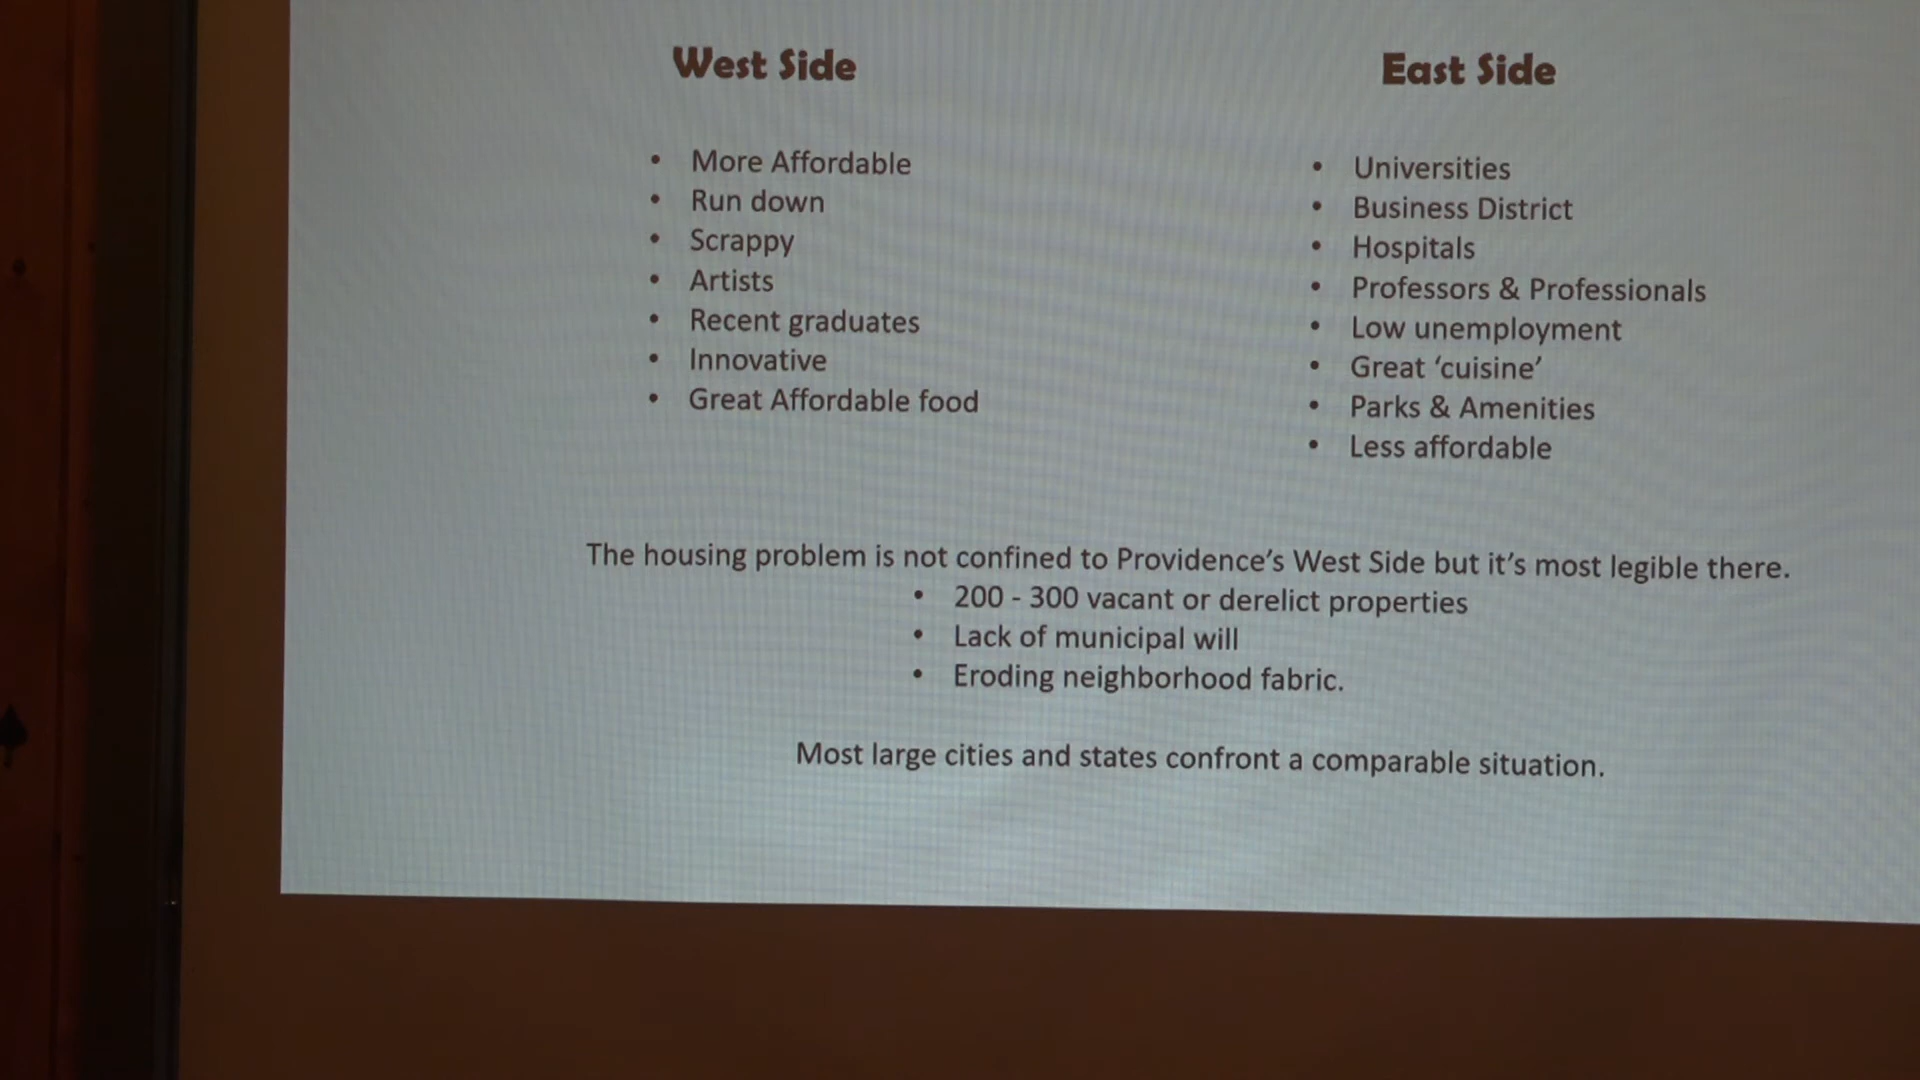 West Side
• More Affordable
• Run down
• Scrappy
• Artists
• Recent graduates
• Innovative
• Great Affordable food
East Side
• Universities
• Business District
• Hospitals
• Professors & Professionals
• Low unemployment
• Great ‘cuisine’
• Parks & Amenities
• Less affordable
The housing problem is not confined to Providence’s West Side but it’s most legible there.
• 200 - 300 vacant or derelict properties
• Lack of municipal will
• Eroding neighborhood fabric.
Most large cities and states confront a comparable situation.